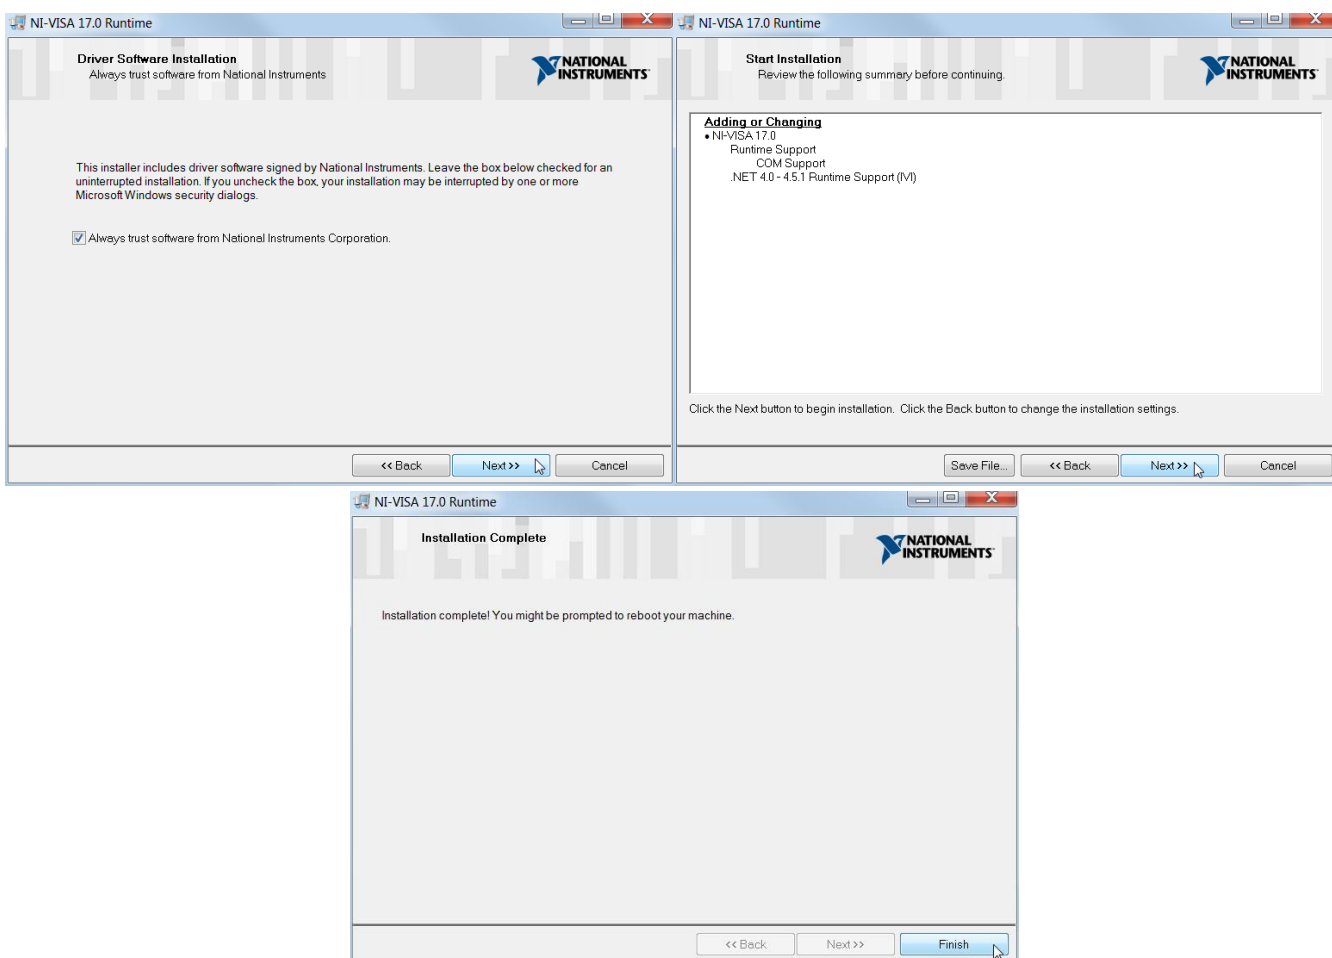 NI-VISA 17.0 Runtime
Driver Software Installation
Always trust software from National Instruments
NATIONAL
INSTRUMENTS
This installer includes driver software signed by National Instruments. Leave the box below checked for an
uninterrupted installation. If you uncheck the box, your installation may be interrupted by one or more
Microsoft Windows security dialogs.
Always trust software from National Instruments Corporation.
<< Back
Next >>
Cancel
NI-VISA 17.0 Runtime
Start Installation
Review the following summary before continuing.
NATIONAL
INSTRUMENTS
Adding or Changing
• NI-VISA 17.0
Runtime Support
COM Support
.NET 4.0 - 4.5.1 Runtime Support (IVI)
Click the Next button to begin installation. Click the Back button to change the installation settings.
Save File...
<< Back
Next >>
Cancel
NI-VISA 17.0 Runtime
Installation Complete
NATIONAL
INSTRUMENTS
Installation complete! You might be prompted to reboot your machine.
<< Back
Next >>
Finish